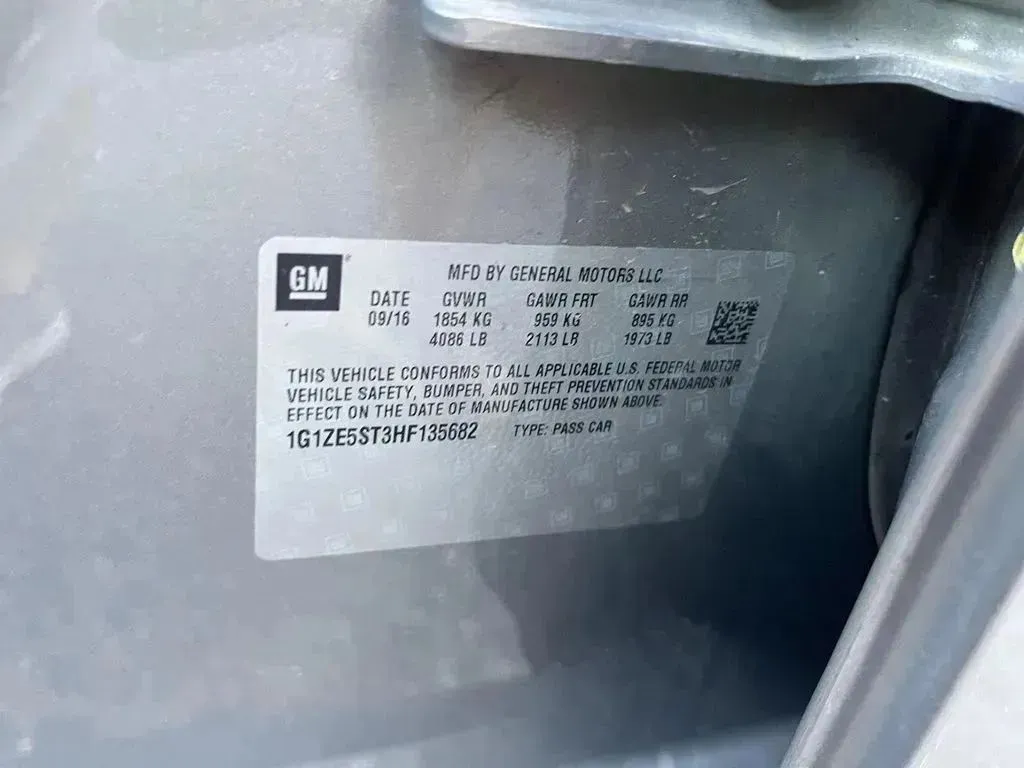 GM
MFD BY GENERAL MOTORS LLC
DATE GVWR GAWR FRT GAWR RR
09/16 1854 KG 959 KG 895 KG
4086 LB 2113 LB 1973 LB
THIS VEHICLE CONFORMS TO ALL APPLICABLE U.S. FEDERAL MOTOR
VEHICLE SAFETY, BUMPER, AND THEFT PREVENTION STANDARDS IN
EFFECT ON THE DATE OF MANUFACTURE SHOWN ABOVE.
1G1ZE5ST3HF135682 TYPE: PASS CAR